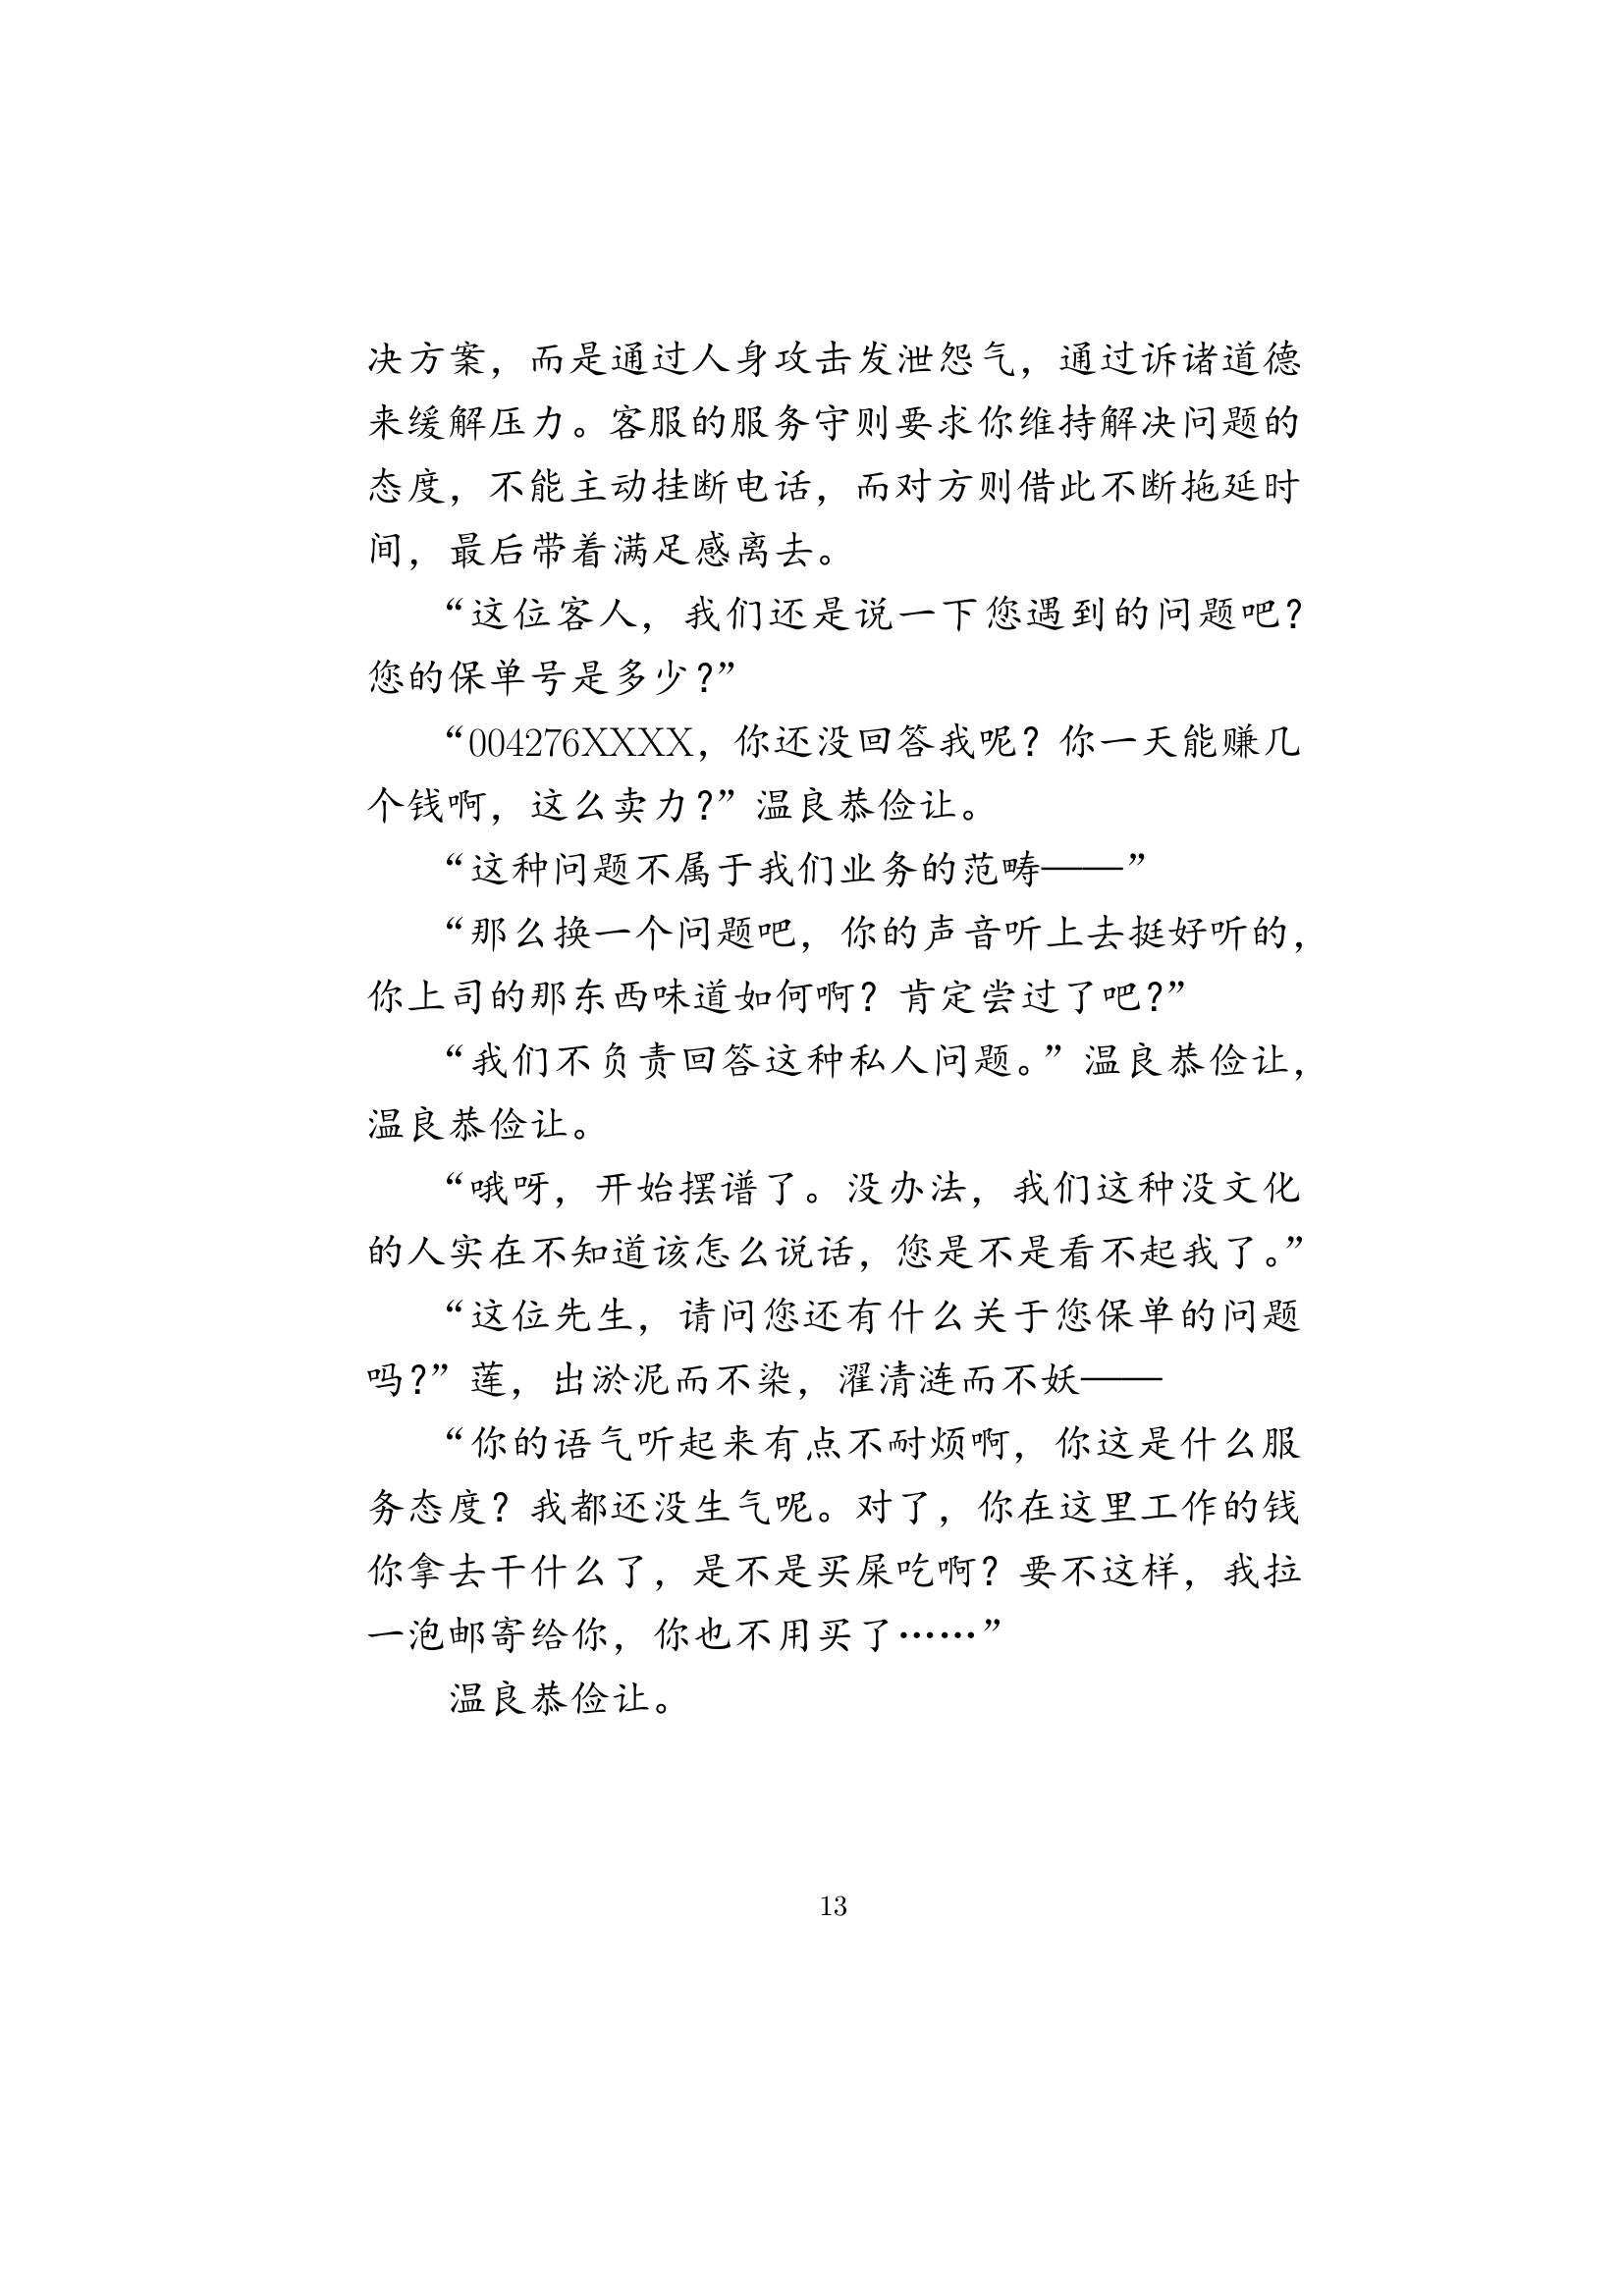 决方案，而是通过人身攻击发泄怨气，通过诉诸道德
来缓解压力。客服的服务守则要求你维持解决问题的
态度，不能主动挂断电话，而对方则借此不断拖延时
间，最后带着满足感离去。
“这位客人，我们还是说一下您遇到的问题吧？
您的保单号是多少？”
“004276XXXX，你还没回答我呢？你一天能赚几
个钱啊，这么卖力？”温良恭俭让。
“这种问题不属于我们业务的范畴——”
“那么换一个问题吧，你的声音听上去挺好听的，
你上司的那东西味道如何啊？肯定尝过了吧？”
“我们不负责回答这种私人问题。”温良恭俭让，
温良恭俭让。
“哦呀，开始摆谱了。没办法，我们这种没文化
的人实在不知道该怎么说话，您是不是看不起我了。”
“这位先生，请问您还有什么关于您保单的问题
吗？”莲，出淤泥而不染，濯清涟而不妖——
“你的语气听起来有点不耐烦啊，你这是什么服
务态度？我都还没生气呢。对了，你在这里工作的钱
你拿去干什么了，是不是买屎吃啊？要不这样，我拉
一泡邮寄给你，你也不用买了……”
温良恭俭让。
13